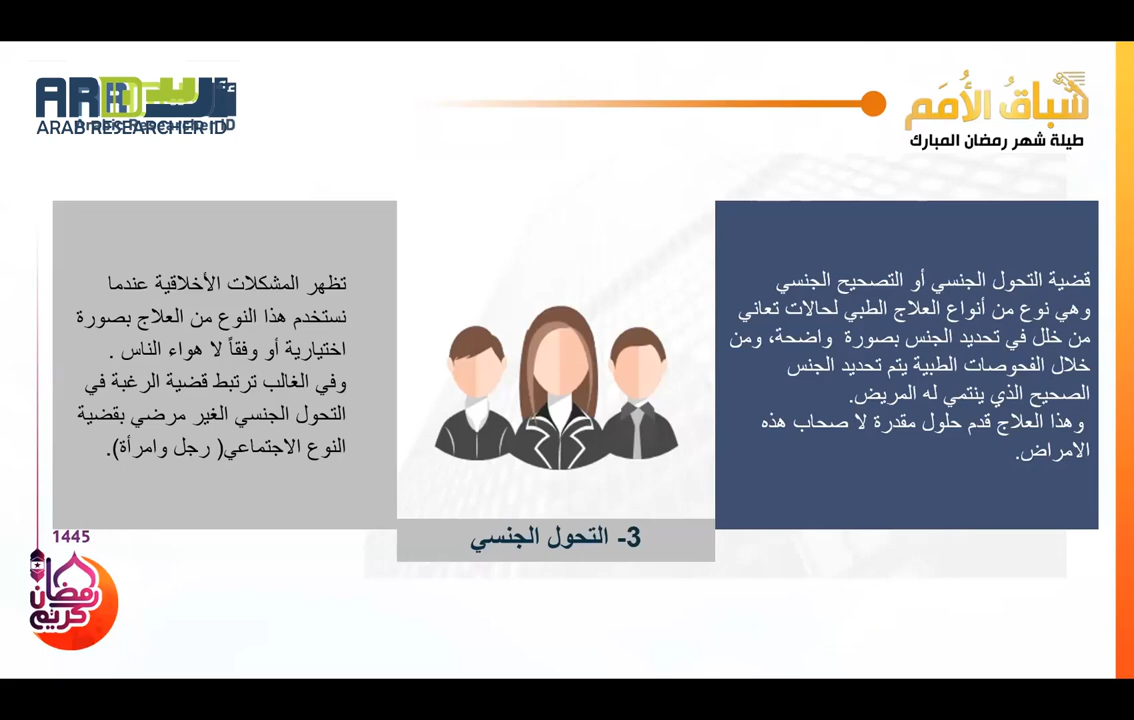 سباقُ الأُمَم
طيلة شهر رمضان المبارك
ARAB RESEARCHER ID
قضية التحول الجنسي أو التصحيح الجنسي
وهي نوع من أنواع العلاج الطبي لحالات تعاني
من خلل في تحديد الجنس بصورة واضحة، ومن
خلال الفحوصات الطبية يتم تحديد الجنس
الصحيح الذي ينتمي له المريض.
وهذا العلاج قدم حلول مقدرة لا صحاب هذه
الامراض.
تظهر المشكلات الأخلاقية عندما
نستخدم هذا النوع من العلاج بصورة
اختيارية أو وفقاً لا هواء الناس .
وفي الغالب ترتبط قضية الرغبة في
التحول الجنسي الغير مرضي بقضية
النوع الاجتماعي( رجل وامرأة).
3- التحول الجنسي
1445
رمضان
كريم